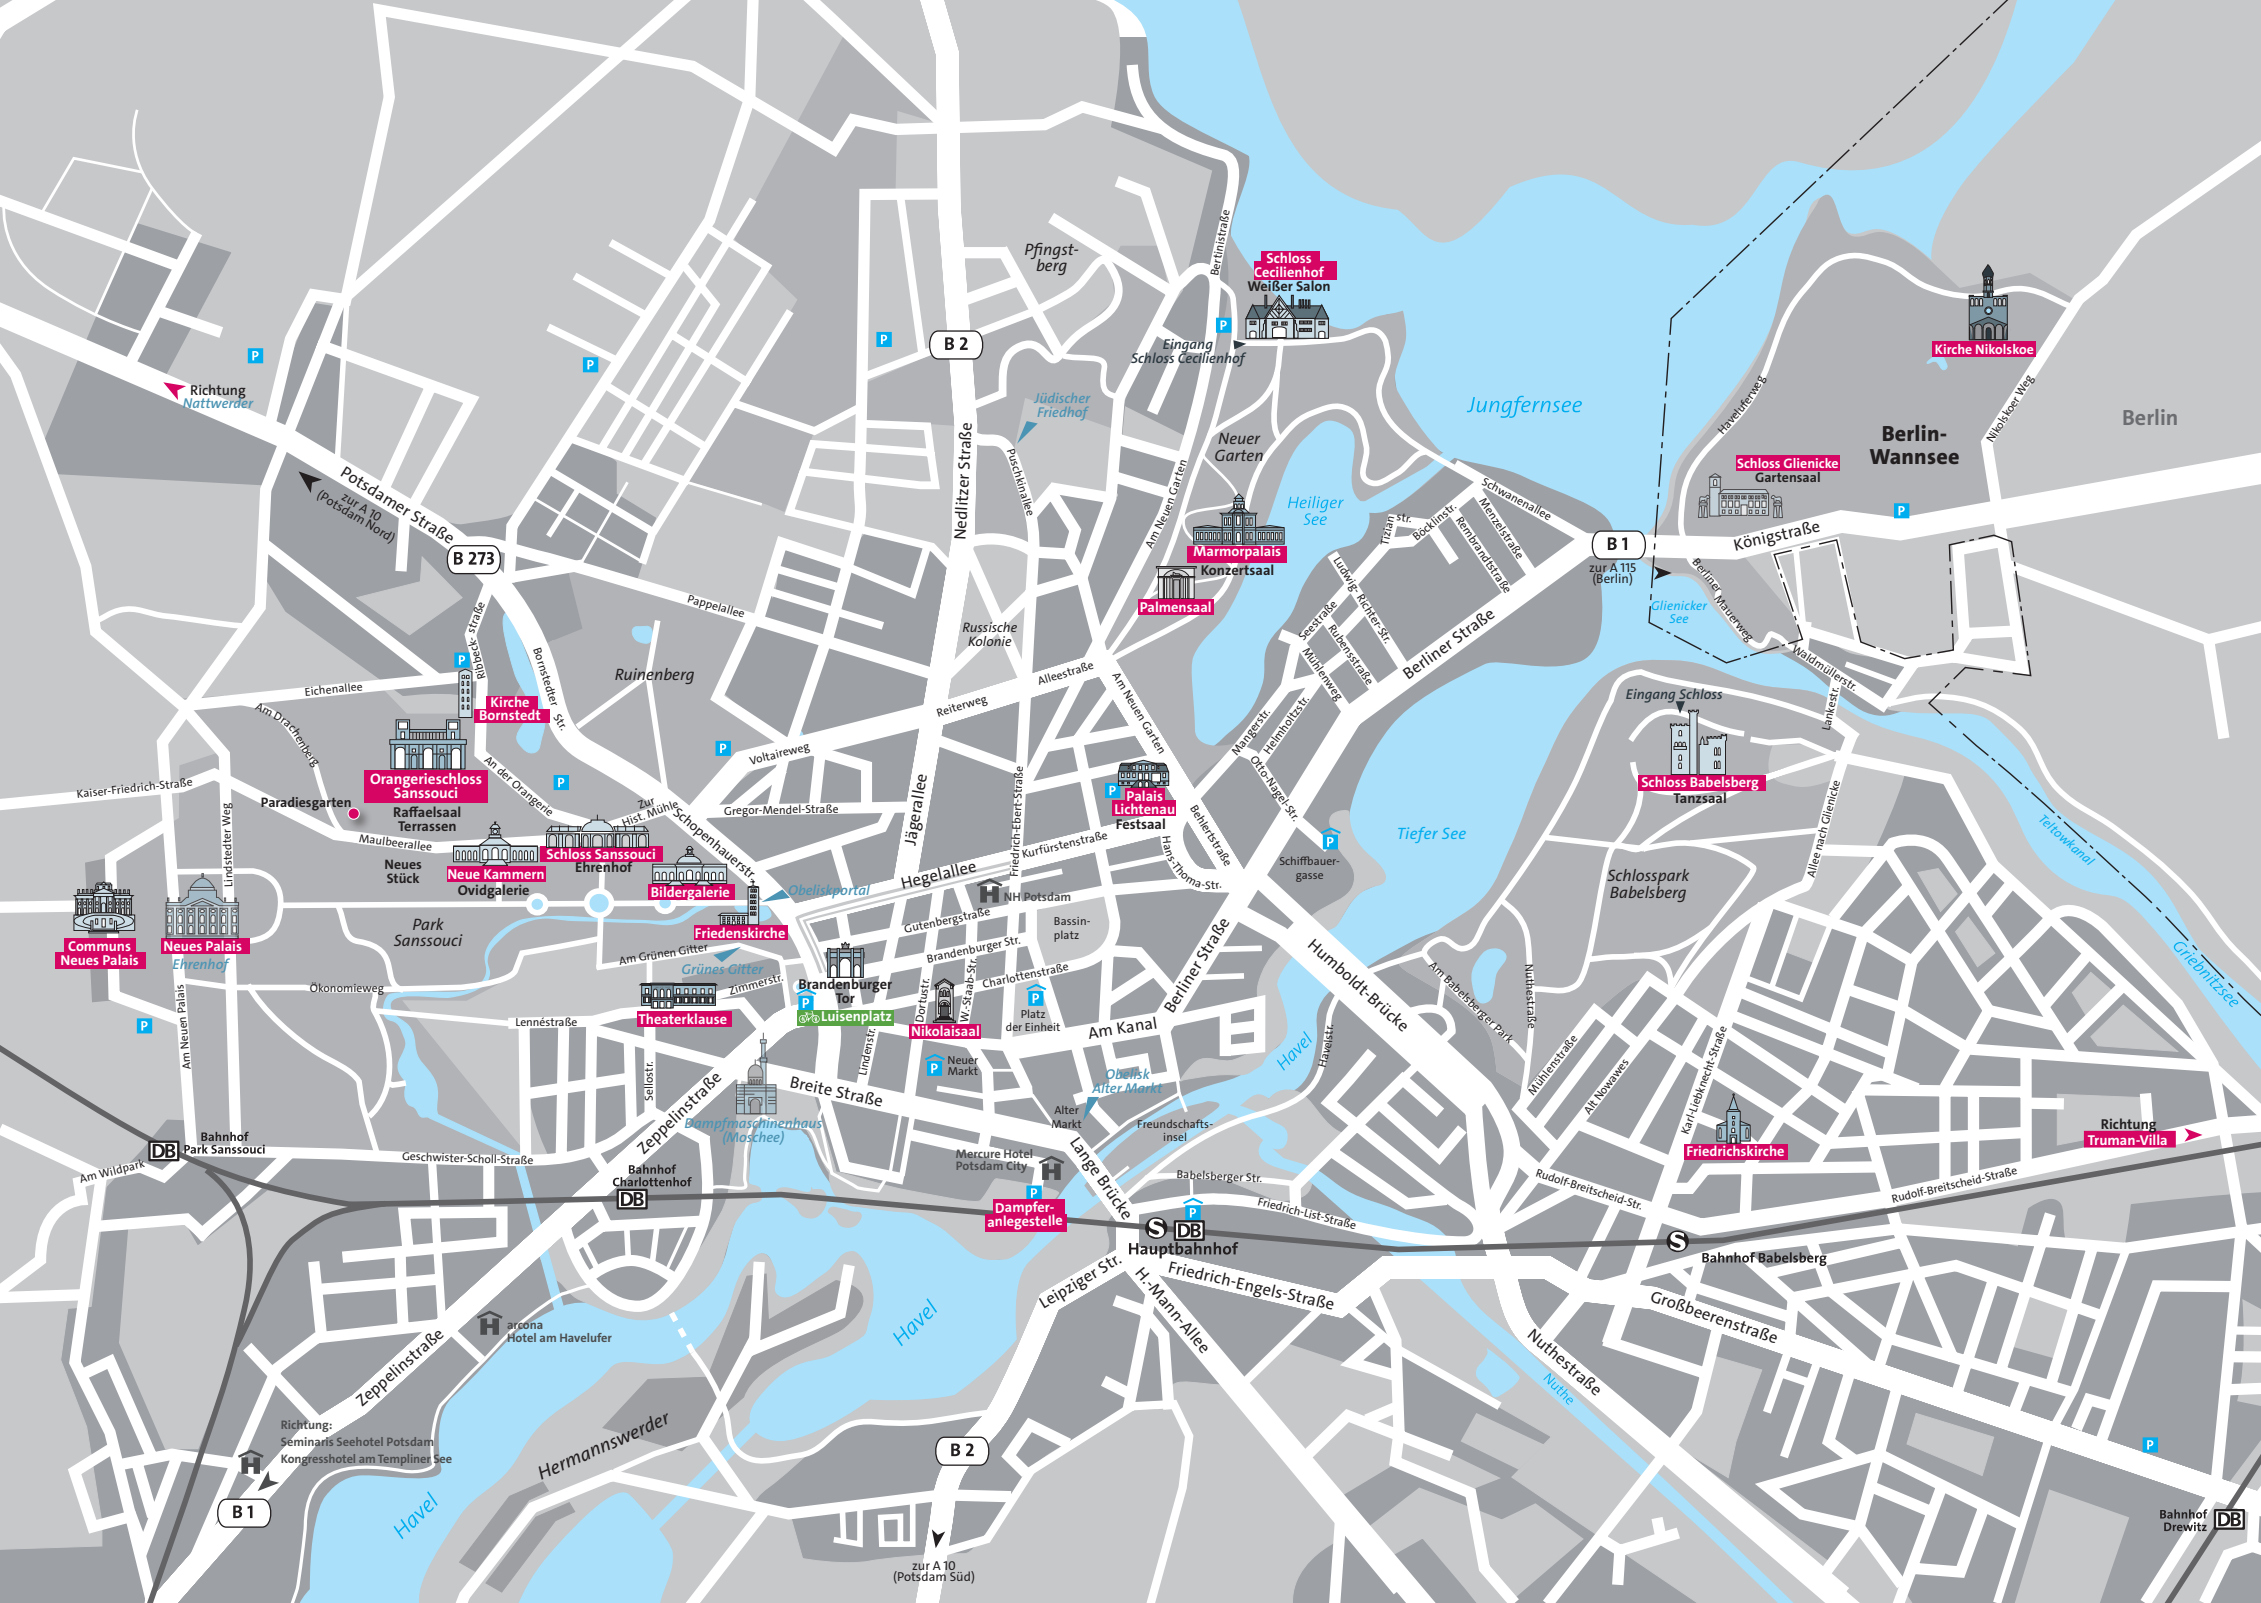 Pfingst-
berg
Bertinistraße
Schloss
Cecilienhof
Weißer Salon
P
P
P
P
B 2
Eingang
Schloss Cecilienhof
Kirche Nikolskoe
Richtung
Nattwerder
Jüdischer
Friedhof
Jungfernsee
Haveluferweg
Nikolskoer Weg
Berlin-
Wannsee
Berlin
Neuer
Garten
Schloss Glienicke
Gartensaal
Potsdamer Straße
zur A 10
(Potsdam Nord)
Nedlitzer Straße
Puschkinallee
Am Neuen Garten
Heiliger
See
Schwanenallee
Tizianstr.
Böcklinstr.
Menzelstraße
Rembrandtstraße
P
Königstraße
B 1
zur A 115
(Berlin)
B 273
Marmorpalais
Konzertsaal
Palmensaal
Ludwig-Richter-Str.
Seestraße
Rubensstraße
Mühlenweg
Berliner Straße
Glienicker
See
Berliner Mauerweg
Waldmüllerstr.
Lankestr.
Pappelallee
Russische
Kolonie
Ribbeckstraße
Bornstedter Str.
Ruinenberg
P
Eichenallee
Am Drachenberg
Kirche
Bornstedt
Reiterweg
Alleestraße
Am Neuen Garten
Mangerstr.
Helmholtzstr.
Otto-Nagel-Str.
Eingang Schloss
Schloss Babelsberg
Tanzsaal
Voltaireweg
P
P
Orangerieschloss
Sanssouci
Raffaelsaal
Terrassen
An der Orangerie
Kaiser-Friedrich-Straße
Lindstedter Weg
Paradiesgarten
Maulbeerallee
Neues
Stück
Zur
Hist. Mühle
Schopenhauerstr.
Gregor-Mendel-Straße
Jägerallee
Friedrich-Ebert-Straße
Kurfürstenstraße
P
Palais
Lichtenau
Festsaal
Behlertstraße
Hans-Thoma-Str.
P
Schiffbauer-
gasse
Tiefer See
Allee nach Glienicke
Teltowkanal
Schlosspark
Babelsberg
Neue Kammern
Ovidgalerie
Schloss Sanssouci
Ehrenhof
Bildergalerie
Obeliskportal
Hegelallee
NH Potsdam
Friedenskirche
Park
Sanssouci
Communs
Neues Palais
Neues Palais
Ehrenhof
Gutenbergstraße
Bassin-
platz
Brandenburger Str.
Charlottenstraße
Am Grünen Gitter
Grünes Gitter
Zimmerstr.
Brandenburger
Tor
P
Luisenplatz
Theaterklause
Ökonomieweg
Lennéstraße
Am Neuen Palais
P
Dortustr.
W.-Staab-Str.
Nikolaisaal
P
Platz
der Einheit
Am Kanal
Berliner Straße
Humboldt-Brücke
Am Babelsberger Park
Nuthestraße
Griebnitzsee
Lindenstr.
P
Neuer
Markt
Sellostr.
Breite Straße
Zeppelinstraße
Dampfmaschinenhaus
(Moschee)
Obelisk
Alter Markt
Alter
Markt
Freundschafts-
insel
Havel
Havelstr.
Mühlenstraße
Alt Nowawes
Karl-Liebknecht-Straße
Friedrichskirche
Richtung
Truman-Villa
DB
Bahnhof
Park Sanssouci
Am Wildpark
Geschwister-Scholl-Straße
Bahnhof
Charlottenhof
DB
Mercure Hotel
Potsdam City
P
Dampfer-
anlegestelle
Lange Brücke
Babelsberger Str.
P
Friedrich-List-Straße
S
DB
Hauptbahnhof
Rudolf-Breitscheid-Str.
Rudolf-Breitscheid-Straße
S
Bahnhof Babelsberg
Leipziger Str.
H.-Mann-Allee
Friedrich-Engels-Straße
Großbeerenstraße
Nuthestraße
Nuthe
Havel
arcona
Hotel am Havelufer
Zeppelinstraße
Hermannswerder
Richtung:
Seminaris Seehotel Potsdam
Kongresshotel am Templiner See
B 1
Havel
B 2
zur A 10
(Potsdam Süd)
P
Bahnhof
Drewitz
DB